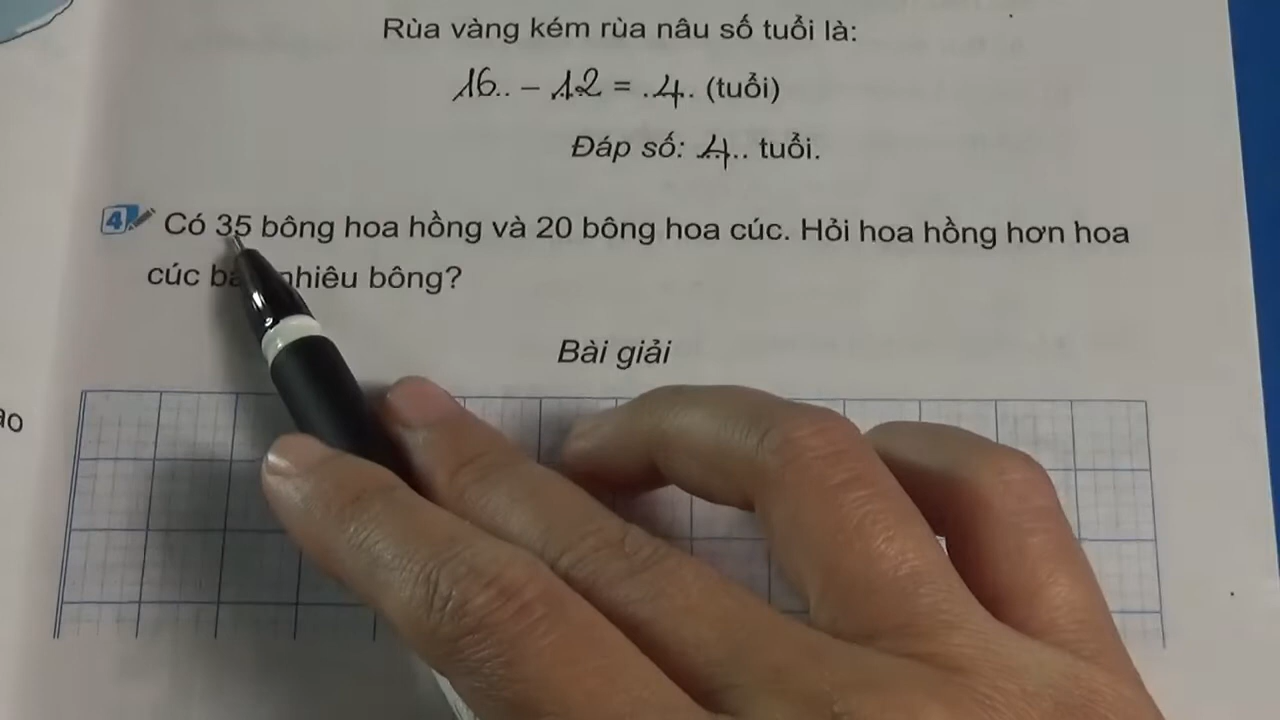 Rùa vàng kém rùa nâu số tuổi là:
16.. – 12 = .4.. (tuổi)
Đáp số: .4... tuổi.
4 Có 35 bông hoa hồng và 20 bông hoa cúc. Hỏi hoa hồng hơn hoa
cúc nhiêu bông?
Bài giải